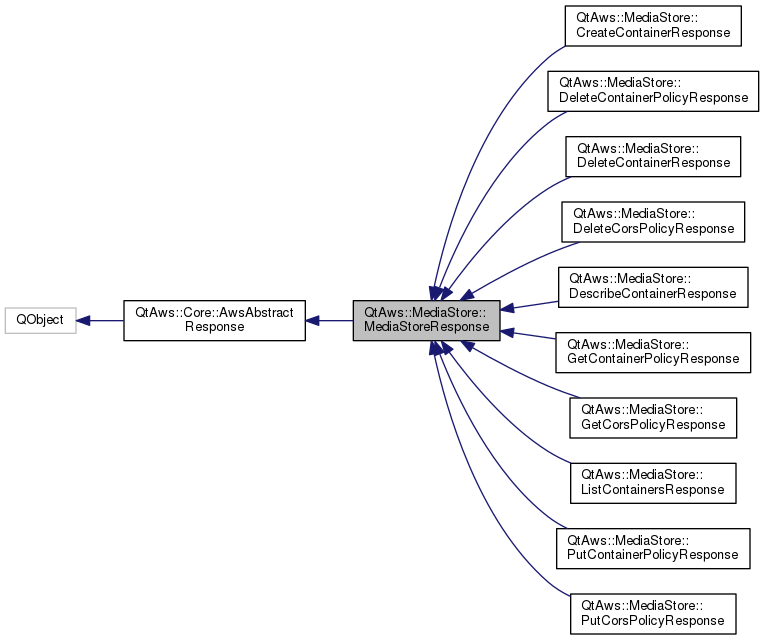 QObject
QtAws::Core::AwsAbstract
Response
QtAws::MediaStore::
MediaStoreResponse
QtAws::MediaStore::
CreateContainerResponse
QtAws::MediaStore::
DeleteContainerPolicyResponse
QtAws::MediaStore::
DeleteContainerResponse
QtAws::MediaStore::
DeleteCorsPolicyResponse
QtAws::MediaStore::
DescribeContainerResponse
QtAws::MediaStore::
GetContainerPolicyResponse
QtAws::MediaStore::
GetCorsPolicyResponse
QtAws::MediaStore::
ListContainersResponse
QtAws::MediaStore::
PutContainerPolicyResponse
QtAws::MediaStore::
PutCorsPolicyResponse